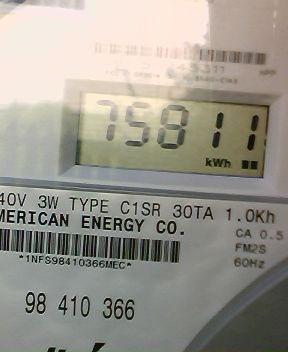 75811
kWh
40V 3W TYPE C1SR 30TA 1.0Kh
MERICAN ENERGY CO.
CA 0.5
FM2S
*1NFS98410366MEC*
60Hz
98 410 366